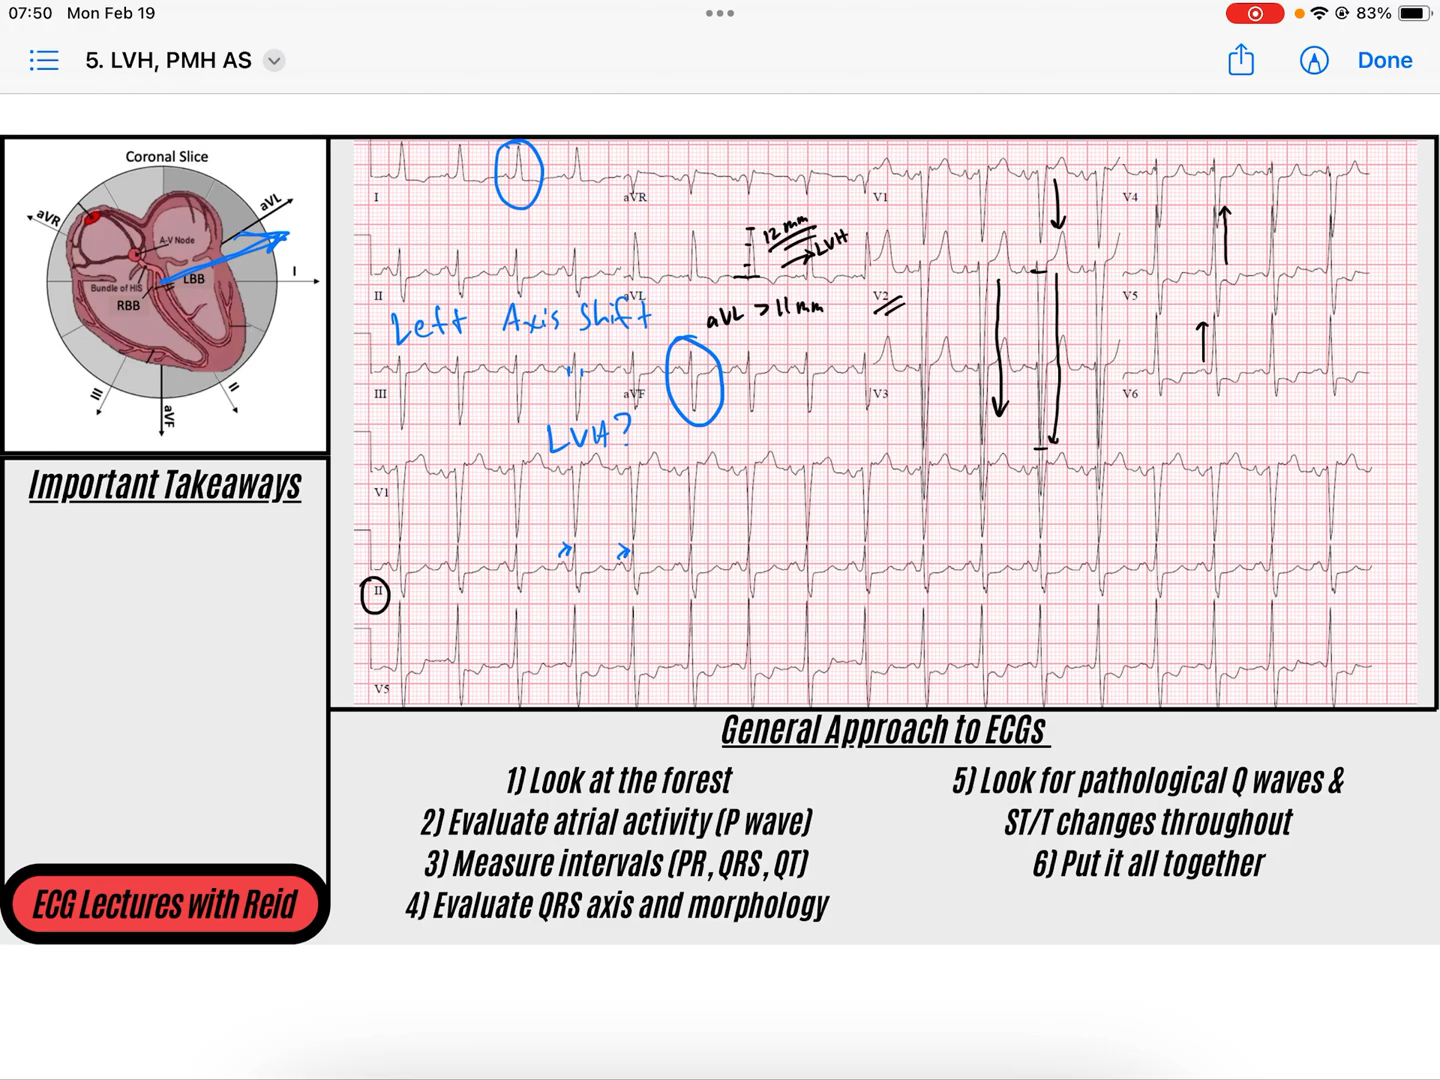 07:50 Mon Feb 19
83%
5. LVH, PMH AS
Done
Coronal Slice
aVR
aVL
A-V Node
I
LBB
Bundle of HIS
RBB
III
aVF
II
I
aVR
V1
V4
12 mm
→ LVH
II
aVL
V2
V5
Left Axis Shift
aVL > 11 mm
III
aVF
V3
V6
LVH?
V1
II
V5
Important Takeaways
ECG Lectures with Reid
General Approach to ECGs
1) Look at the forest
2) Evaluate atrial activity (P wave)
3) Measure intervals (PR, QRS, QT)
4) Evaluate QRS axis and morphology
5) Look for pathological Q waves &
ST/T changes throughout
6) Put it all together